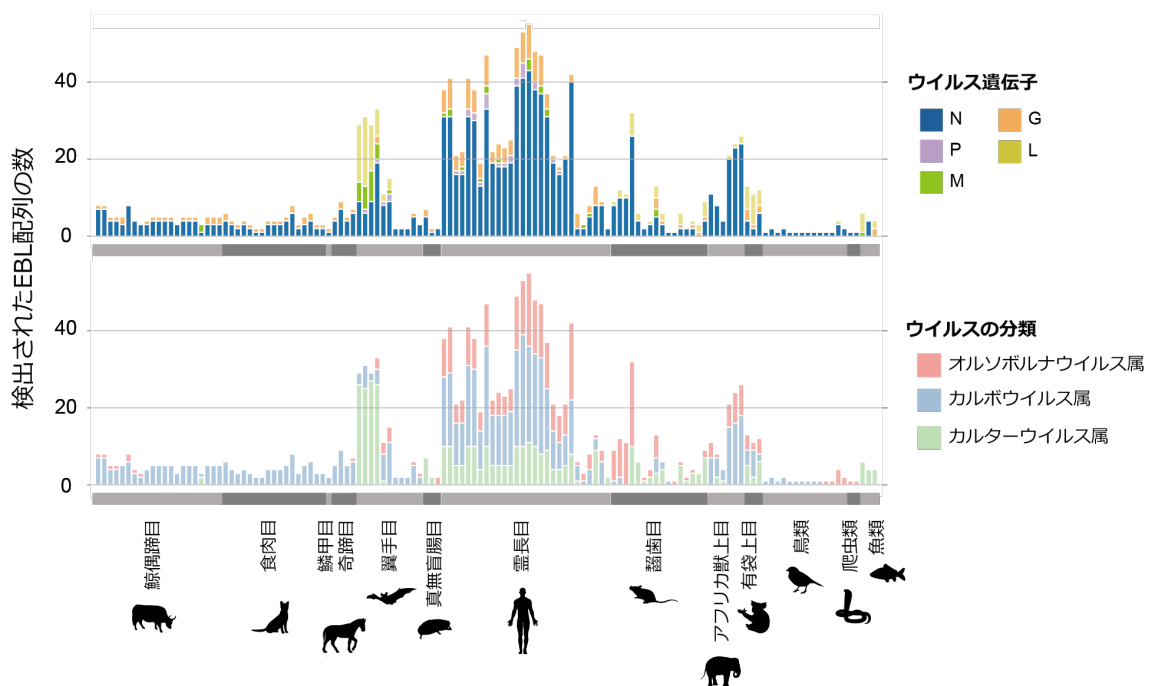 検出されたEBL配列の数
40
20
0
ウイルス遺伝子
N
G
P
L
M
40
20
0
ウイルスの分類
オルソボルナウイルス属
カルボウイルス属
カルターウイルス属
鯨偶蹄目
食肉目
鱗甲目
奇蹄目
翼手目
真無盲腸目
霊長目
齧歯目
アフリカ獣上目
有袋上目
鳥類
爬虫類
魚類